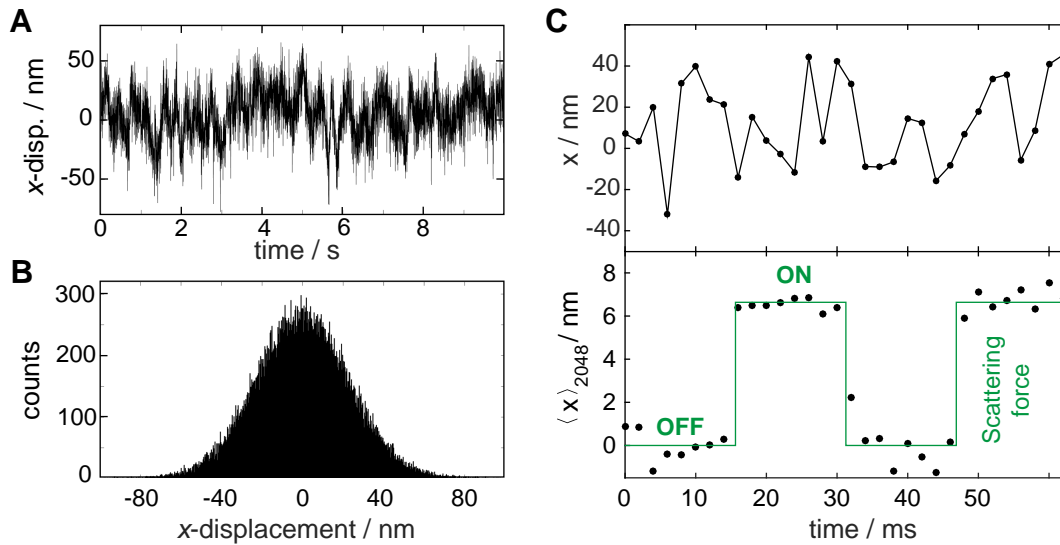 A
50
0
-50
x-disp. / nm
0
2
4
6
8
time / s
B
300
200
100
0
counts
-80
-40
0
40
80
x-displacement / nm
C
40
20
0
-20
-40
x / nm
8
6
4
2
0
⟨x⟩2048/ nm
ON
OFF
Scattering
force
0
10
20
30
40
50
time / ms